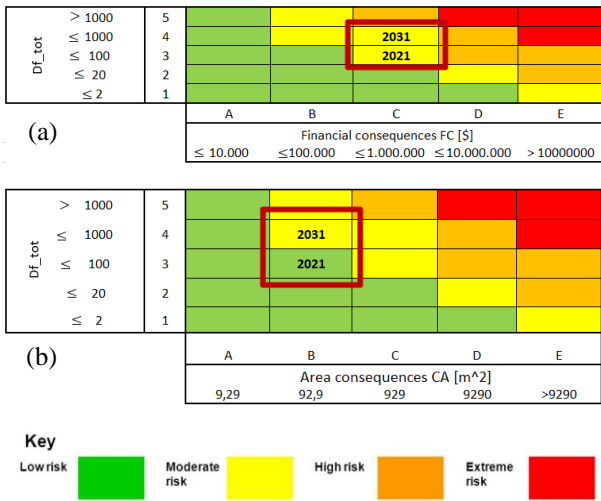 Df_tot
> 1000 5
≤ 1000 4 2031
≤ 100 3 2021
≤ 20 2
≤ 2 1
(a)
A B C D E
Financial consequences FC [$]
≤ 10.000 ≤100.000 ≤1.000.000 ≤10.000.000 > 10000000
Df_tot
> 1000 5
≤ 1000 4 2031
≤ 100 3 2021
≤ 20 2
≤ 2 1
(b)
A B C D E
Area consequences CA [m^2]
9,29 92,9 929 9290 >9290
Key
Low risk Moderate risk High risk Extreme risk